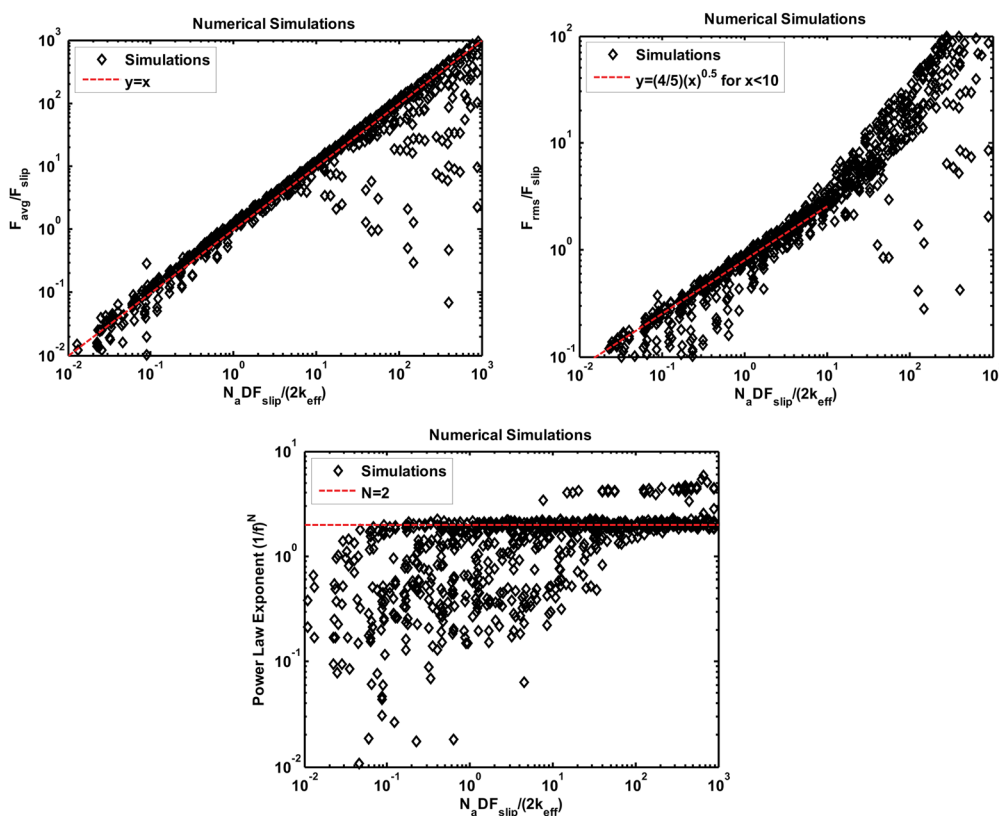 Numerical Simulations
10^3
10^2
10^1
10^0
10^-1
10^-2
F_avg/F_slip
Simulations
y=x
10^-2 10^-1 10^0 10^1 10^2 10^3
N_aDF_slip/(2k_eff)
Numerical Simulations
10^2
10^1
10^0
10^-1
F_rms/F_slip
Simulations
y=(4/5)(x)^0.5 for x<10
10^-2 10^-1 10^0 10^1 10^2 10
N_aDF_slip/(2k_eff)
Numerical Simulations
10^1
10^0
10^-1
10^-2
Power Law Exponent (1/f)^N
Simulations
N=2
10^-2 10^-1 10^0 10^1 10^2 10^3
N_aDF_slip/(2k_eff)